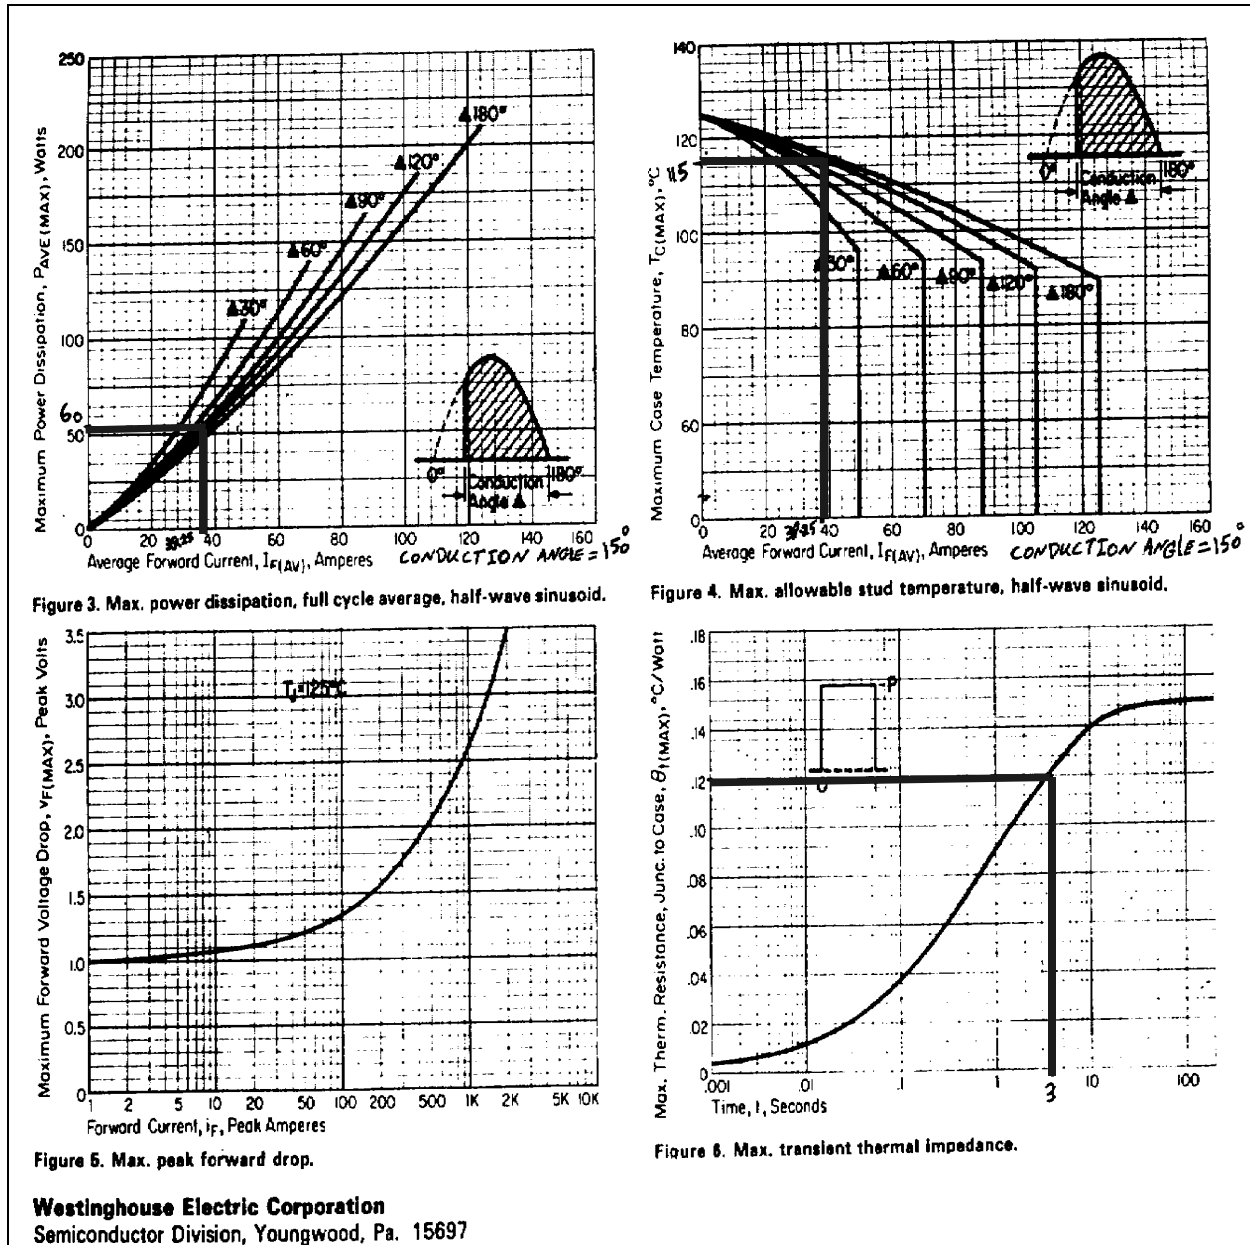 250
200
150
100
60
50
0
Maximum Power Dissipation, PAVE(MAX), Watts
▲180°
▲120°
▲90°
▲60°
▲30°
0°
180°
Conduction
Angle ▲
20 38.25 40 60 80 100 120 140 160
Average Forward Current, IF(AV), Amperes
CONDUCTION ANGLE = 150°
Figure 3. Max. power dissipation, full cycle average, half-wave sinusoid.
140
120
115
100
80
60
0
Maximum Case Temperature, TC(MAX), °C
0°
180°
Conduction
Angle ▲
▲30°
▲60°
▲90°
▲120°
▲180°
0 20 38.25 40 60 80 100 120 140 160
Average Forward Current, IF(AV), Amperes
CONDUCTION ANGLE = 150°
Figure 4. Max. allowable stud temperature, half-wave sinusoid.
3.5
3.0
2.5
2.0
1.5
1.0
0.5
0
Maximum Forward Voltage Drop, vF(MAX), Peak Volts
TJ=125°C
1 2 5 10 20 50 100 200 500 1K 2K 5K 10K
Forward Current, iF, Peak Amperes
Figure 5. Max. peak forward drop.
.18
.16
.14
.12
.10
.08
.06
.04
.02
0
Max. Therm. Resistance, Junc. to Case, θt(MAX), °C/Watt
P
0
.001 .01 .1 1 3 10 100
Time, t, Seconds
Figure 6. Max. transient thermal impedance.
Westinghouse Electric Corporation
Semiconductor Division, Youngwood, Pa. 15697